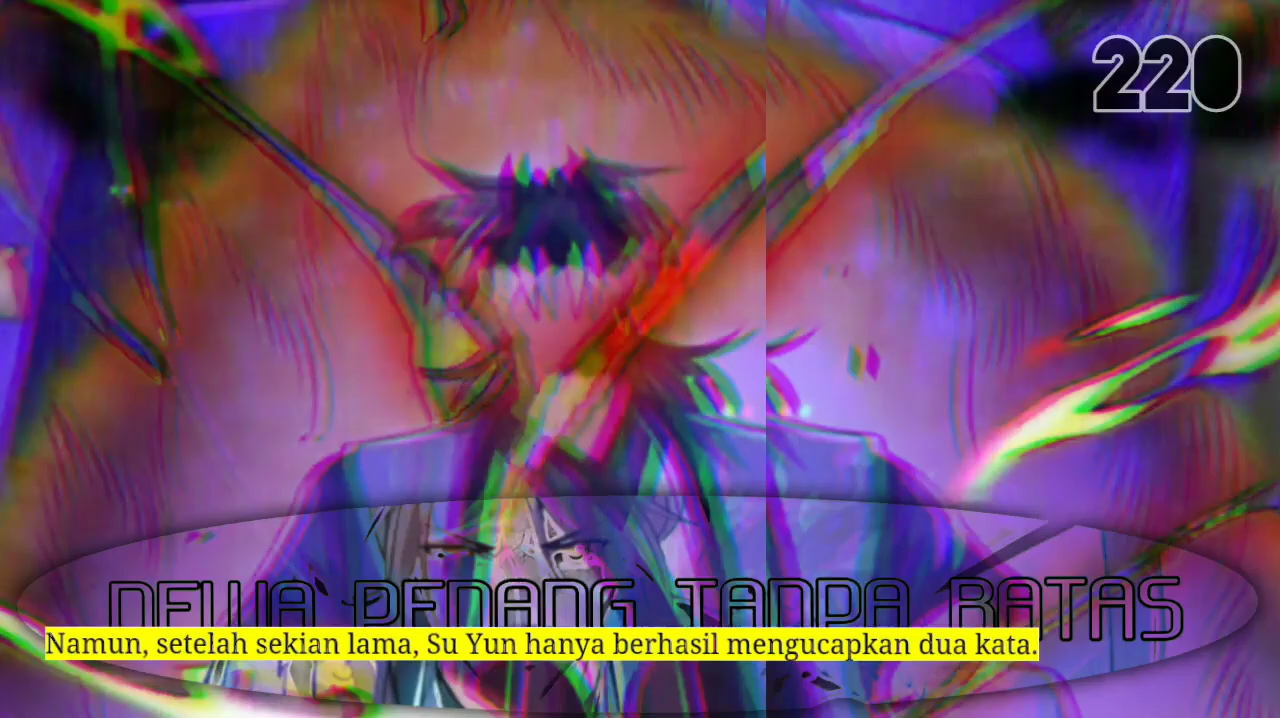 220
DEWA PEDANG TANPA BATAS
Namun, setelah sekian lama, Su Yun hanya berhasil mengucapkan dua kata.